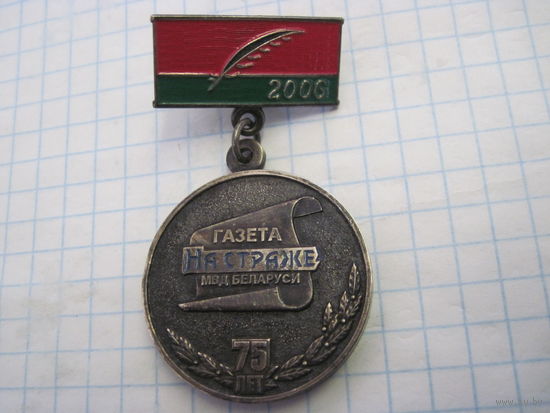 2006
ГАЗЕТА
НА СТРАЖЕ
МВД БЕЛАРУСИ
75
ЛЕТ